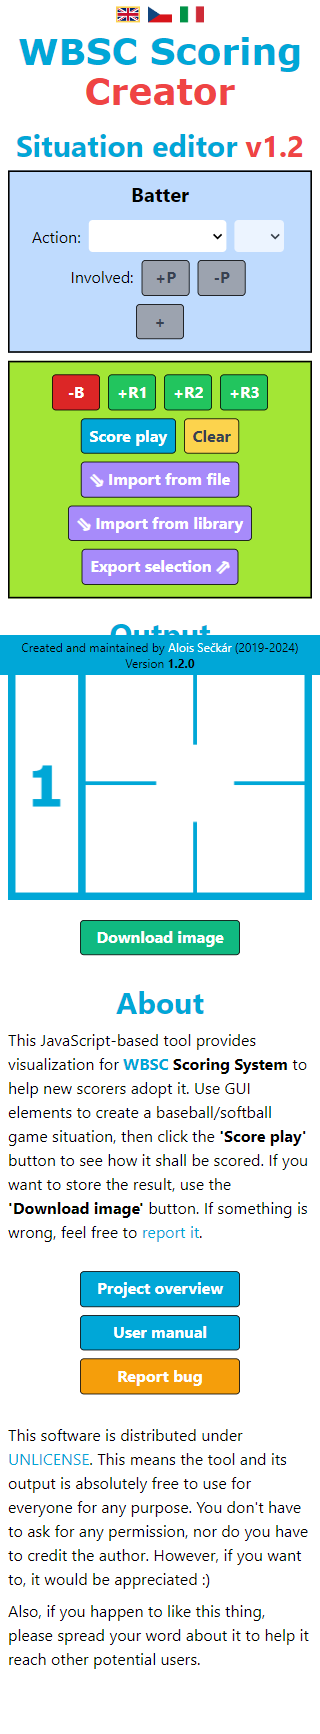 WBSC Scoring
Creator
Situation editor v1.2
Batter
Action:
Involved: +P -P
+
-B +R1 +R2 +R3
Score play Clear
⇘ Import from file
⇘ Import from library
Export selection ⇗
Output
Created and maintained by Alois Sečkár (2019-2024)
Version 1.2.0
1
Download image
About
This JavaScript-based tool provides
visualization for WBSC Scoring System to
help new scorers adopt it. Use GUI
elements to create a baseball/softball
game situation, then click the 'Score play'
button to see how it shall be scored. If you
want to store the result, use the
'Download image' button. If something is
wrong, feel free to report it.
Project overview
User manual
Report bug
This software is distributed under
UNLICENSE. This means the tool and its
output is absolutely free to use for
everyone for any purpose. You don't have
to ask for any permission, nor do you have
to credit the author. However, if you want
to, it would be appreciated :)
Also, if you happen to like this thing,
please spread your word about it to help it
reach other potential users.